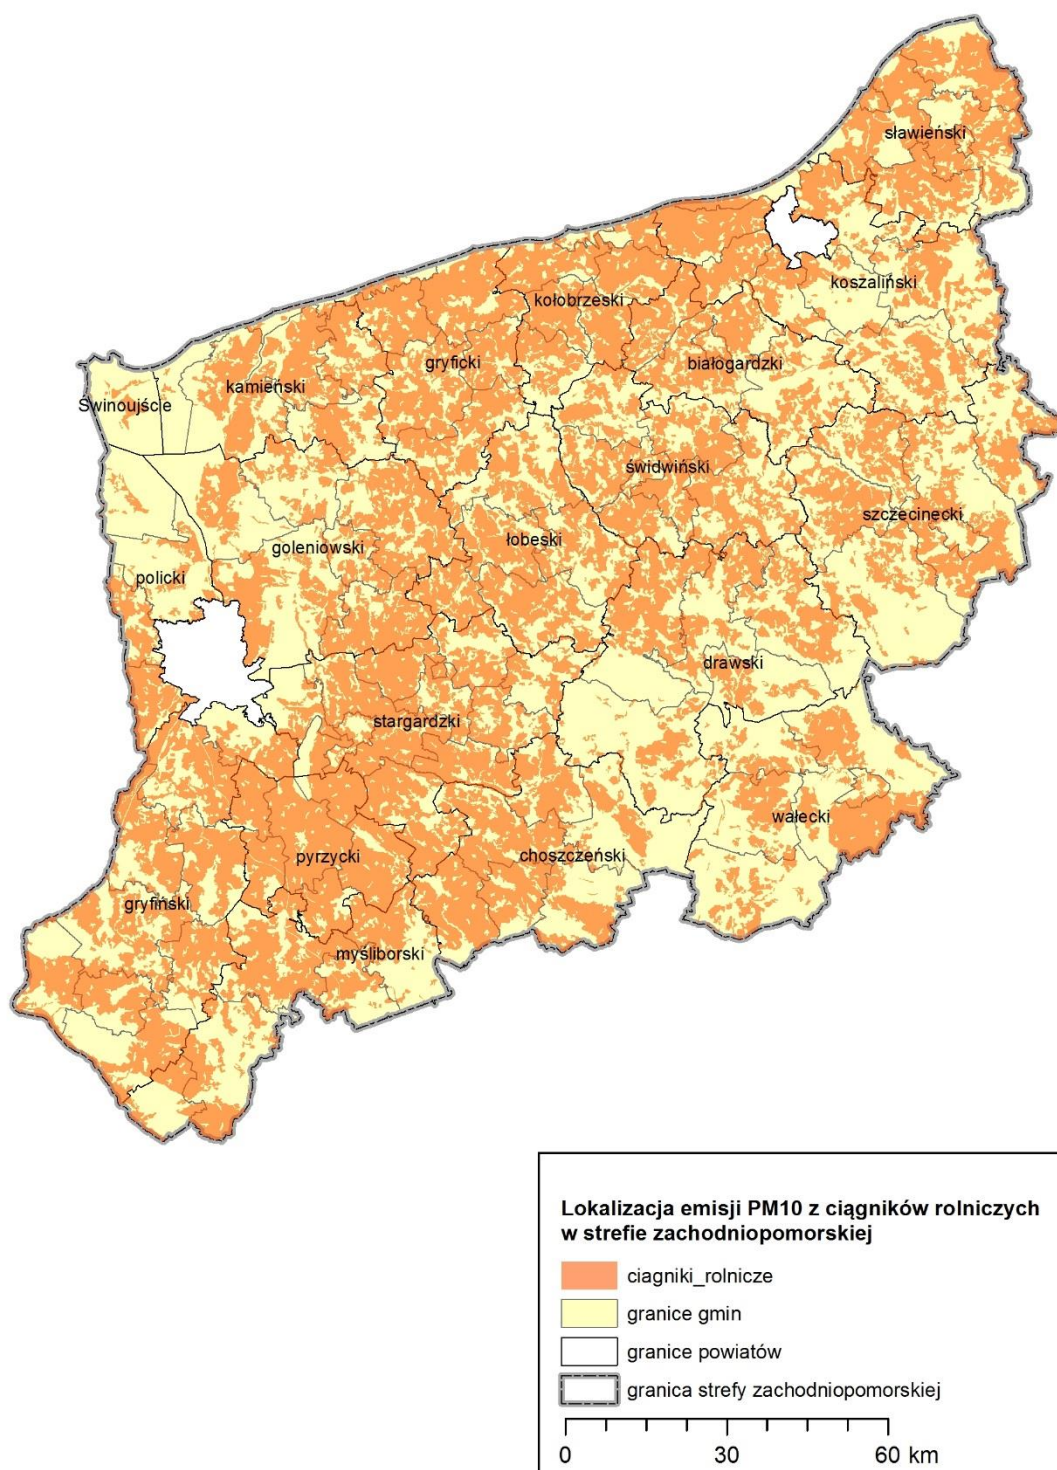 sławieński
koszaliński
kołobrzeski
białogardzki
gryficki
kamieński
Świnoujście
świdwiński
szczecinecki
łobeski
goleniowski
policki
drawski
stargardzki
wałecki
choszczeński
pyrzycki
gryfiński
myśliborski
Lokalizacja emisji PM10 z ciągników rolniczych
w strefie zachodniopomorskiej
ciagniki_rolnicze
granice gmin
granice powiatów
granica strefy zachodniopomorskiej
0 30 60 km